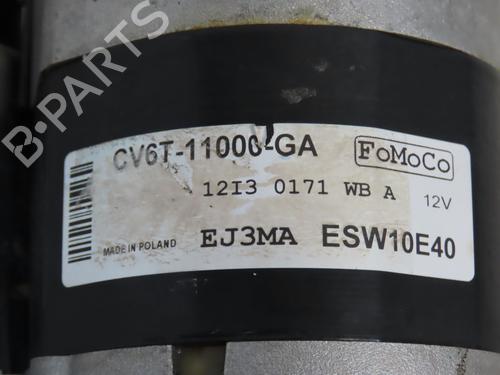 B-PARTS
CV6T-11000-GA FoMoCo
12I3 0171 WB A 12V
MADE IN POLAND EJ3MA ESW10E40